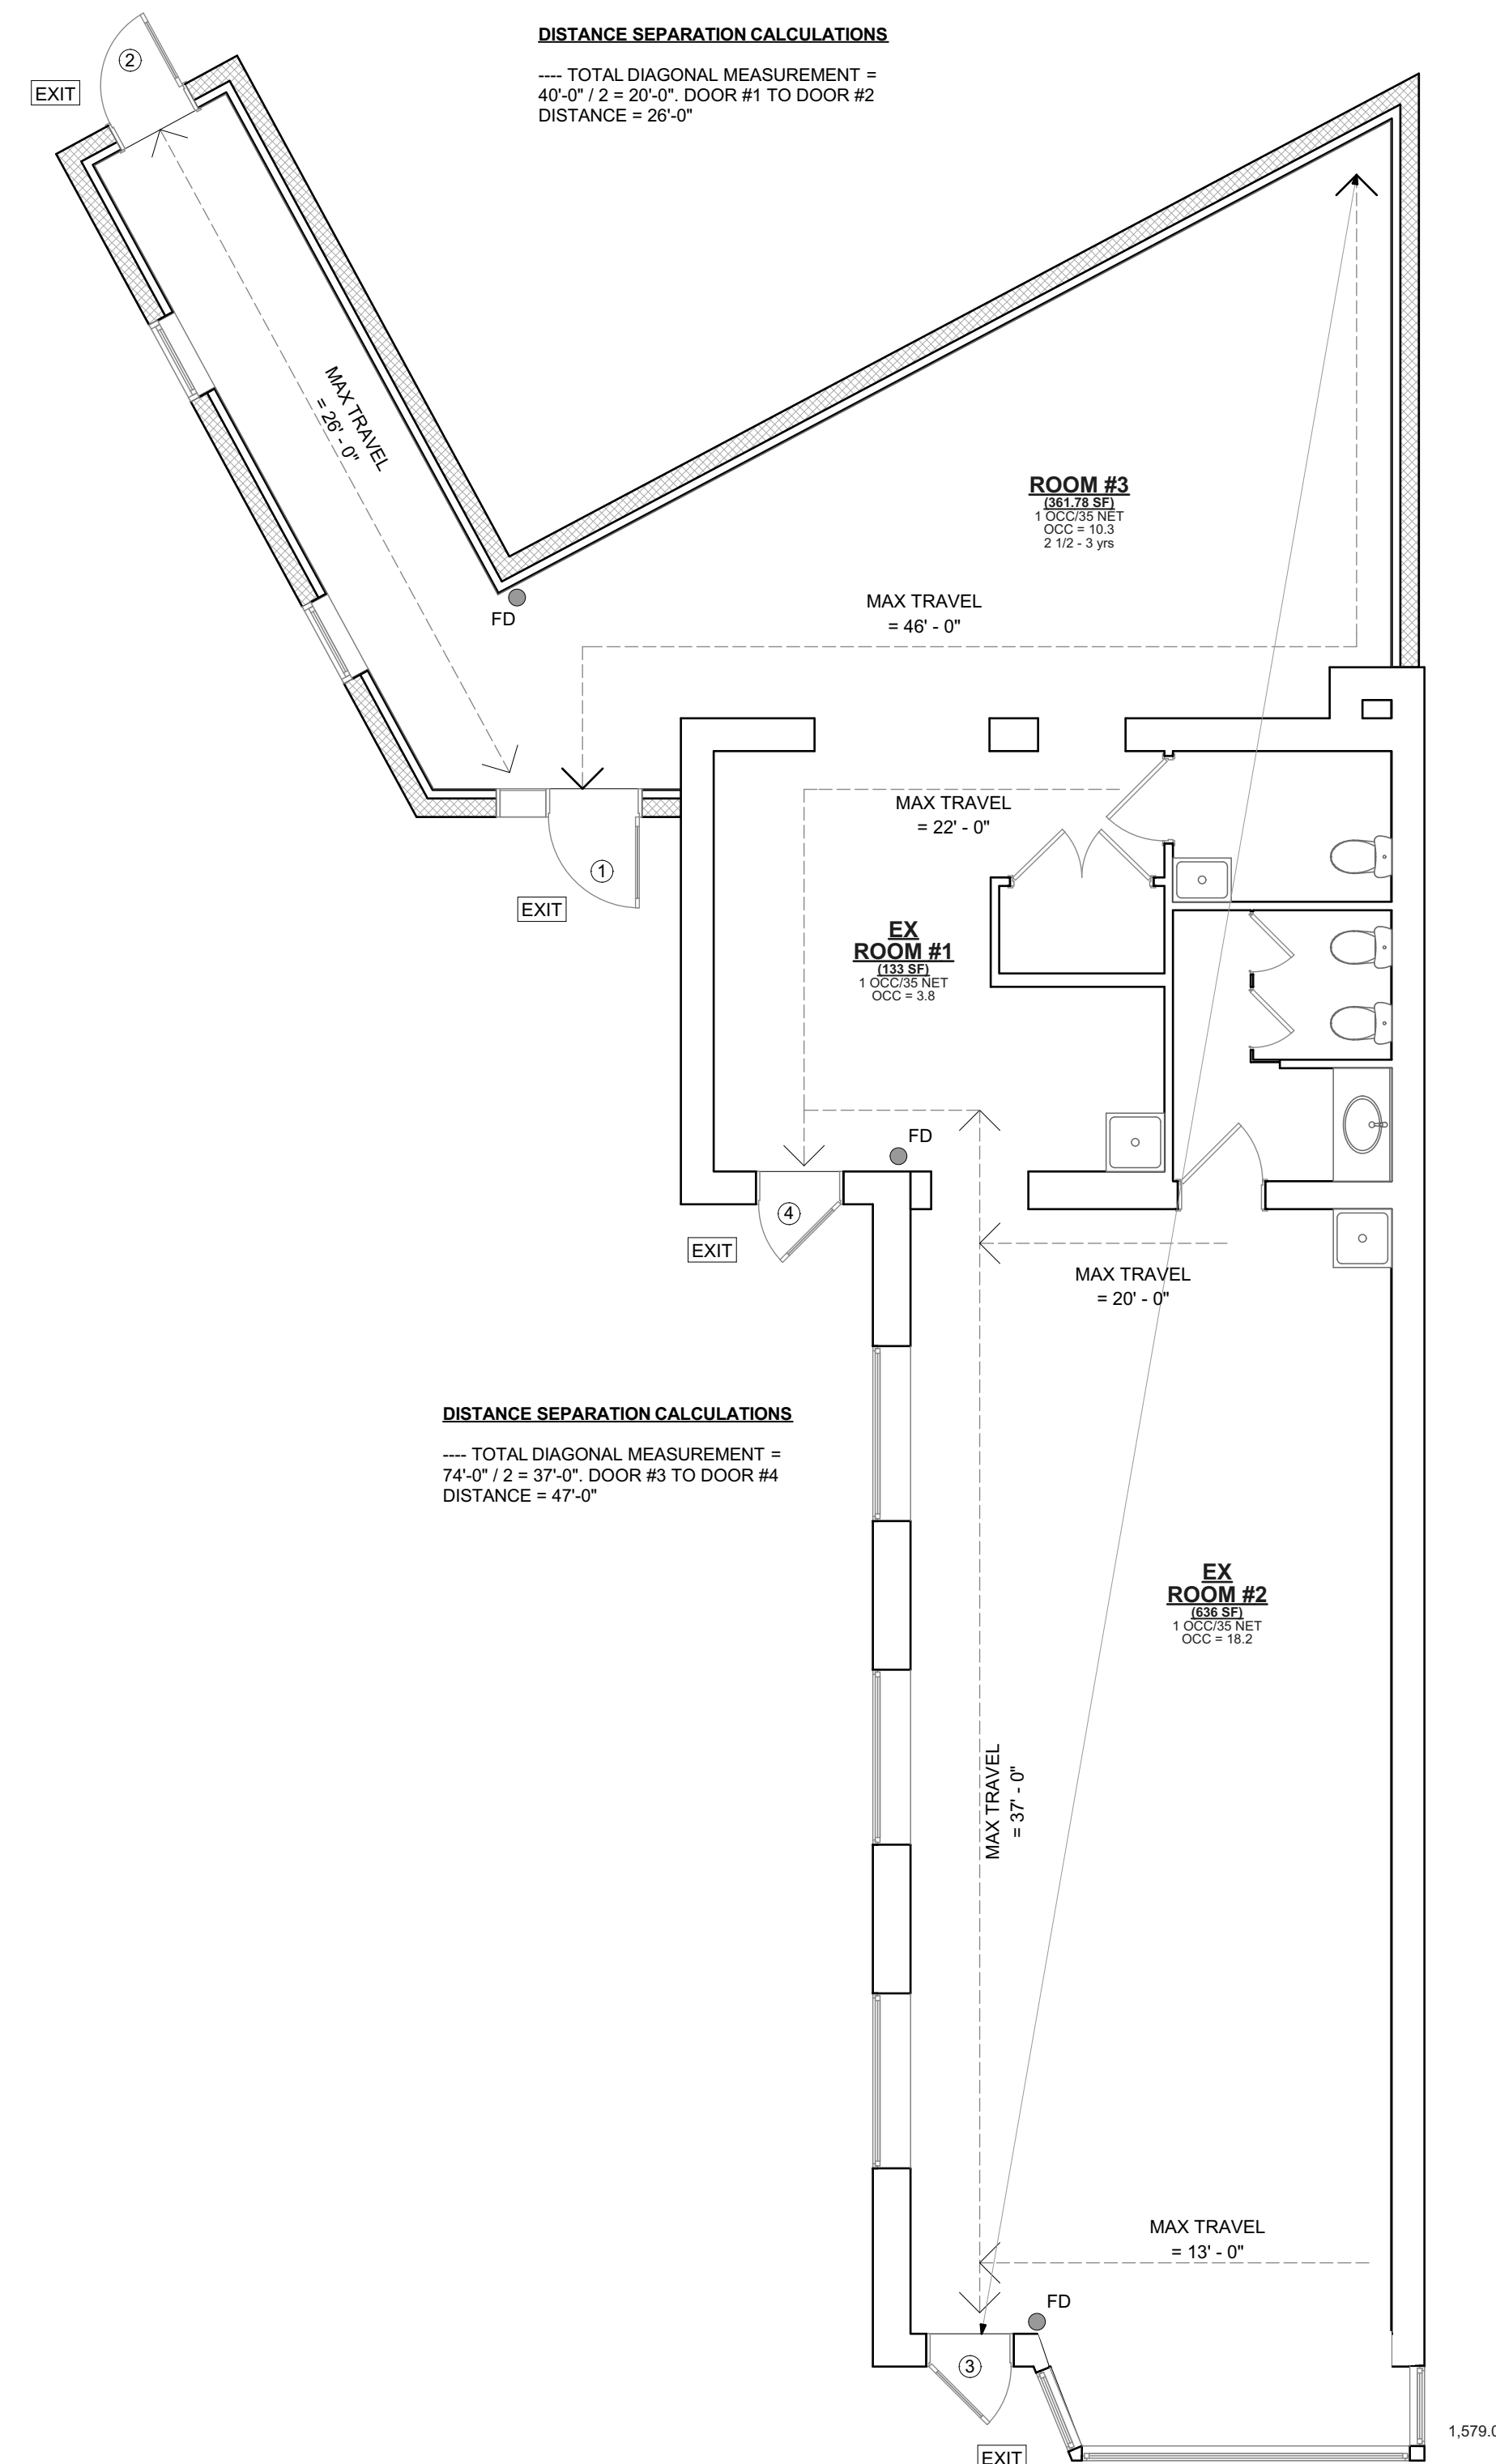 DISTANCE SEPARATION CALCULATIONS
---- TOTAL DIAGONAL MEASUREMENT =
40'-0" / 2 = 20'-0". DOOR #1 TO DOOR #2
DISTANCE = 26'-0"
2
EXIT
MAX TRAVEL
= 26' - 0"
ROOM #3
(361.78 SF)
1 OCC/35 NET
OCC = 10.3
2 1/2 - 3 yrs
FD
MAX TRAVEL
= 46' - 0"
MAX TRAVEL
= 22' - 0"
1
EXIT
EX
ROOM #1
(133 SF)
1 OCC/35 NET
OCC = 3.8
FD
4
EXIT
MAX TRAVEL
= 20' - 0"
DISTANCE SEPARATION CALCULATIONS
---- TOTAL DIAGONAL MEASUREMENT =
74'-0" / 2 = 37'-0". DOOR #3 TO DOOR #4
DISTANCE = 47'-0"
EX
ROOM #2
(636 SF)
1 OCC/35 NET
OCC = 18.2
MAX TRAVEL
= 37' - 0"
MAX TRAVEL
= 13' - 0"
FD
3
EXIT